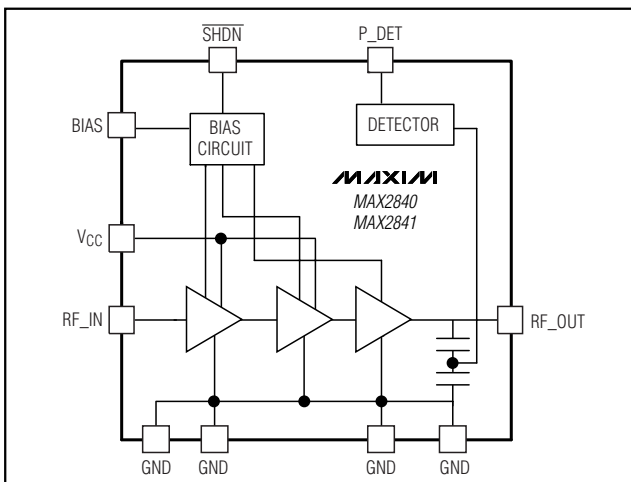 SHDN
P_DET
BIAS
BIAS
CIRCUIT
DETECTOR
MAXIM
MAX2840
MAX2841
VCC
RF_IN
RF_OUT
GND
GND
GND
GND